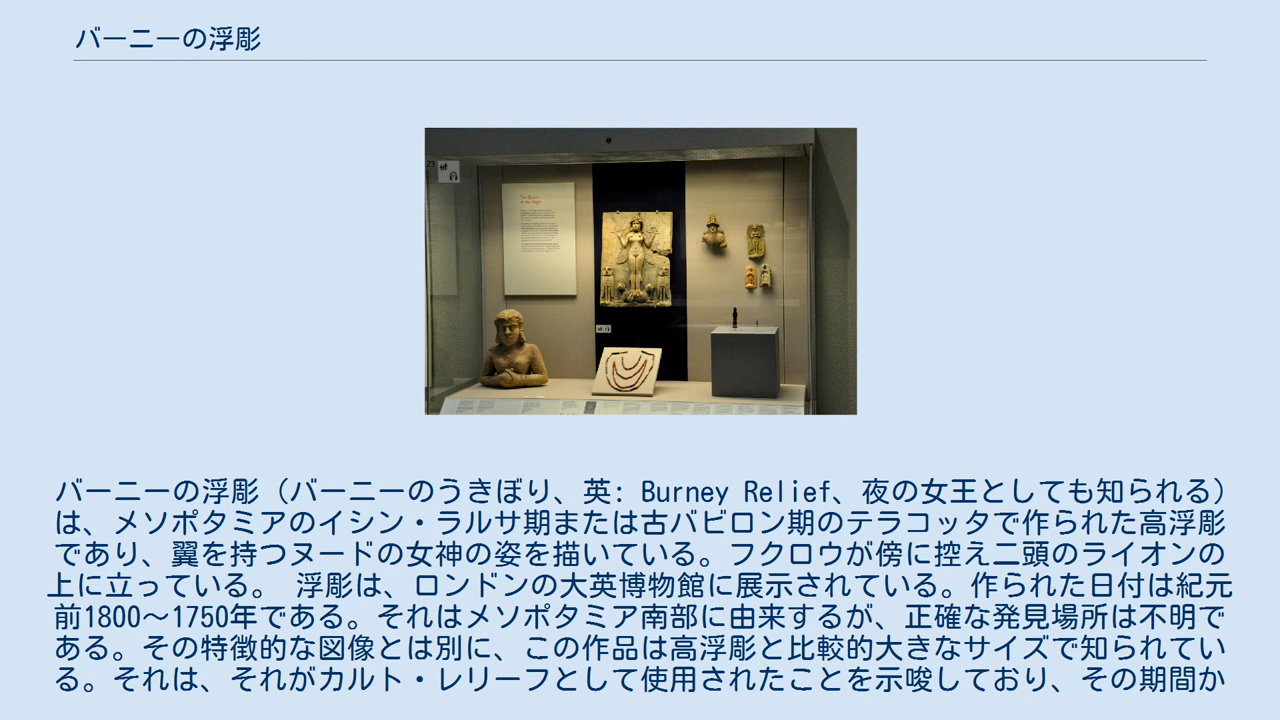 バーニーの浮彫
23
The Queen
of the Night
バーニーの浮彫（バーニーのうきぼり、英: Burney Relief、夜の女王としても知られる）
は、メソポタミアのイシン・ラルサ期または古バビロン期のテラコッタで作られた高浮彫
であり、翼を持つヌードの女神の姿を描いている。フクロウが傍に控え二頭のライオンの
上に立っている。 浮彫は、ロンドンの大英博物館に展示されている。作られた日付は紀元
前1800〜1750年である。それはメソポタミア南部に由来するが、正確な発見場所は不明で
ある。その特徴的な図像とは別に、この作品は高浮彫と比較的大きなサイズで知られてい
る。それは、それがカルト・レリーフとして使用されたことを示唆しており、その期間か